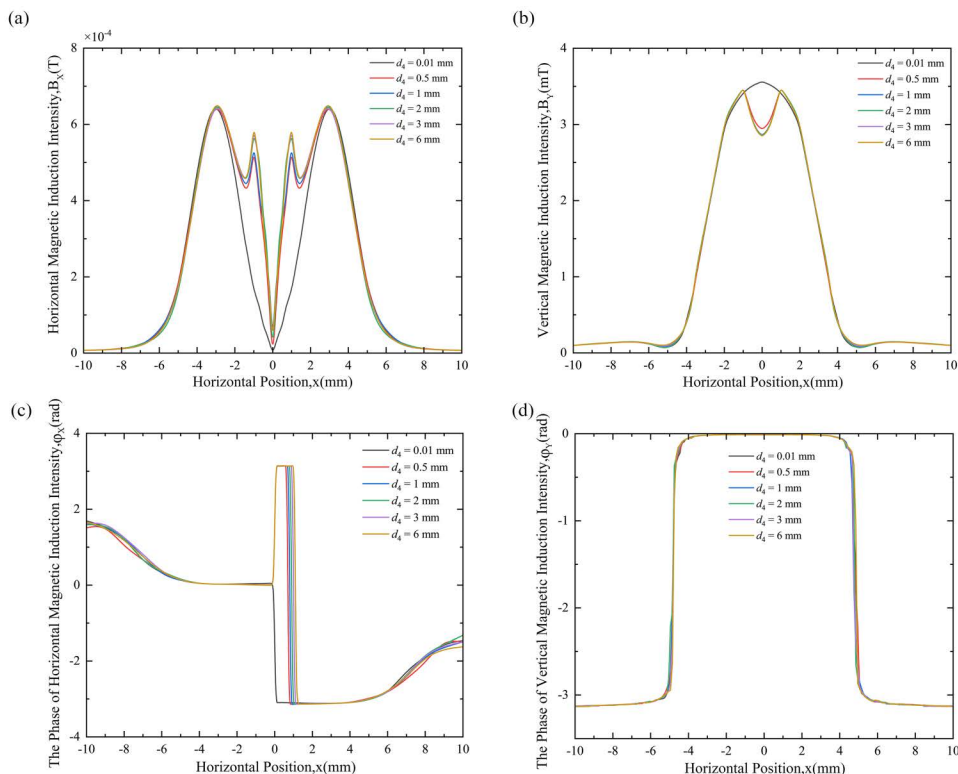 (a)
×10⁻⁴
8
6
4
2
0
Horizontal Magnetic Induction Intensity,BX(T)
d4 = 0.01 mm
d4 = 0.5 mm
d4 = 1 mm
d4 = 2 mm
d4 = 3 mm
d4 = 6 mm
-10 -8 -6 -4 -2 0 2 4 6 8 10
Horizontal Position,x(mm)
(b)
4
3
2
1
0
Vertical Magnetic Induction Intensity,BY(mT)
d4 = 0.01 mm
d4 = 0.5 mm
d4 = 1 mm
d4 = 2 mm
d4 = 3 mm
d4 = 6 mm
-10 -8 -6 -4 -2 0 2 4 6 8 10
Horizontal Position,x(mm)
(c)
4
2
0
-2
-4
The Phase of Horizontal Magnetic Induction Intensity,φX(rad)
d4 = 0.01 mm
d4 = 0.5 mm
d4 = 1 mm
d4 = 2 mm
d4 = 3 mm
d4 = 6 mm
-10 -8 -6 -4 -2 0 2 4 6 8 10
Horizontal Position,x(mm)
(d)
0
-1
-2
-3
The Phase of Vertical Magnetic Induction Intensity,φY(rad)
d4 = 0.01 mm
d4 = 0.5 mm
d4 = 1 mm
d4 = 2 mm
d4 = 3 mm
d4 = 6 mm
-10 -8 -6 -4 -2 0 2 4 6 8 10
Horizontal Position,x(mm)